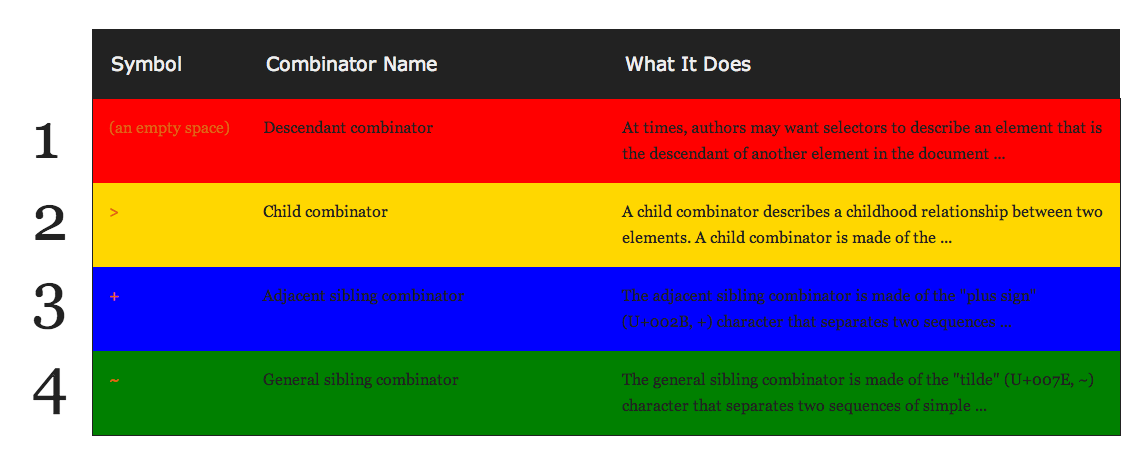 Symbol Combinator Name What It Does
1 (an empty space) Descendant combinator At times, authors may want selectors to describe an element that is
the descendant of another element in the document ...
2 > Child combinator A child combinator describes a childhood relationship between two
elements. A child combinator is made of the ...
3 + Adjacent sibling combinator The adjacent sibling combinator is made of the "plus sign"
(U+002B, +) character that separates two sequences ...
4 ~ General sibling combinator The general sibling combinator is made of the "tilde" (U+007E, ~)
character that separates two sequences of simple ...